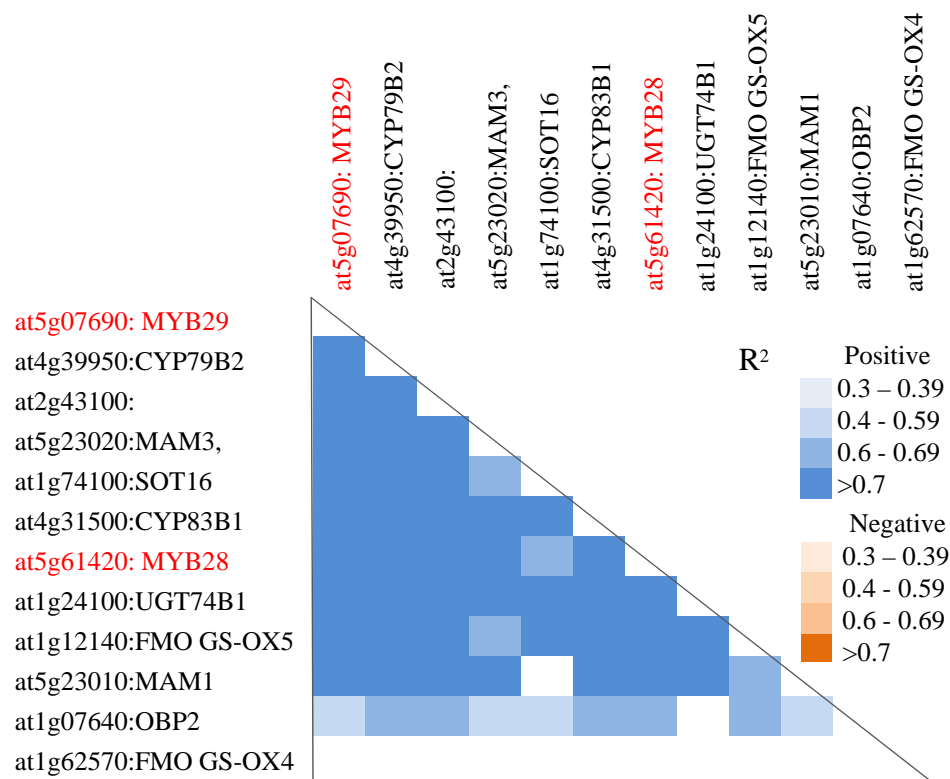 at5g07690: MYB29
at4g39950:CYP79B2
at2g43100:
at5g23020:MAM3,
at1g74100:SOT16
at4g31500:CYP83B1
at5g61420: MYB28
at1g24100:UGT74B1
at1g12140:FMO GS-OX5
at5g23010:MAM1
at1g07640:OBP2
at1g62570:FMO GS-OX4
at5g07690: MYB29
at4g39950:CYP79B2
at2g43100:
at5g23020:MAM3,
at1g74100:SOT16
at4g31500:CYP83B1
at5g61420: MYB28
at1g24100:UGT74B1
at1g12140:FMO GS-OX5
at5g23010:MAM1
at1g07640:OBP2
at1g62570:FMO GS-OX4
R²
Positive
0.3 – 0.39
0.4 - 0.59
0.6 - 0.69
>0.7
Negative
0.3 – 0.39
0.4 - 0.59
0.6 - 0.69
>0.7